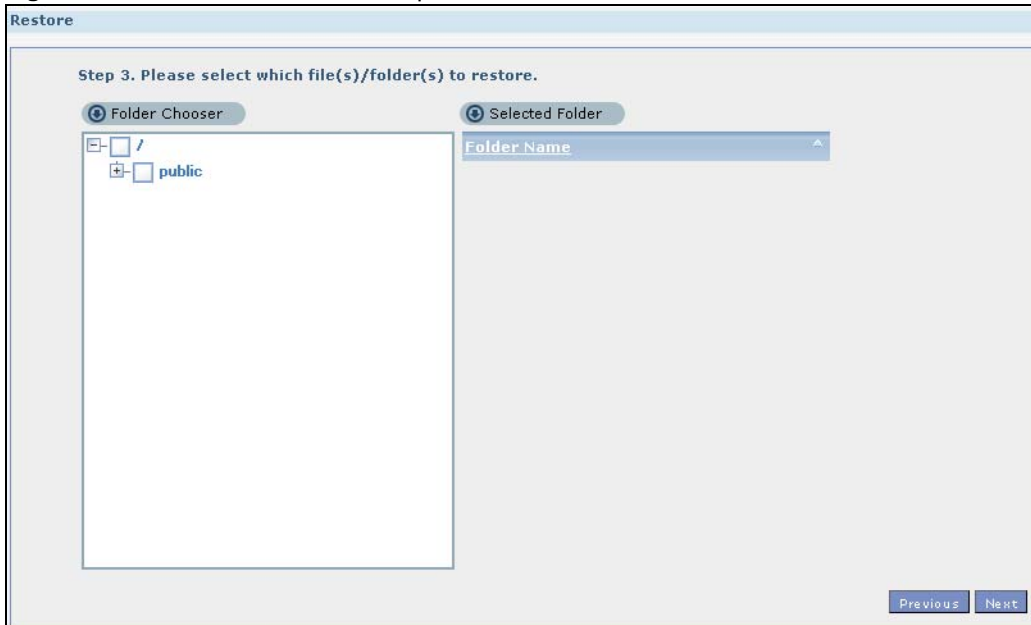 Restore
Step 3. Please select which file(s)/folder(s) to restore.
Folder Chooser
Selected Folder
/
public
Folder Name
Previous
Next